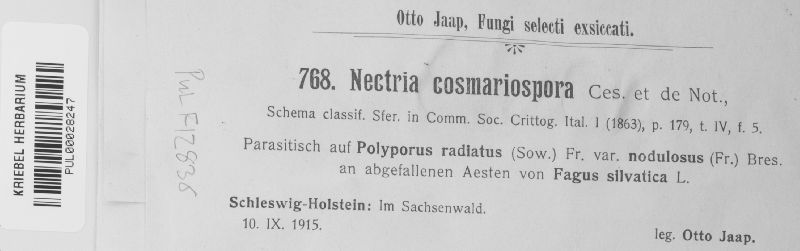 Otto Jaap, Fungi selecti exsiccati.
768. Nectria cosmariospora Ces. et de Not.,
Schema classif. Sfer. in Comm. Soc. Crittog. Ital. I (1863), p. 179, t. IV, f. 5.
Parasitisch auf Polyporus radiatus (Sow.) Fr. var. nodulosus (Fr.) Bres.
an abgefallenen Aesten von Fagus silvatica L.
Schleswig-Holstein: Im Sachsenwald.
10. IX. 1915.
leg. Otto Jaap.
KRIEBEL HERBARIUM
PUL00028247
PUL F12838